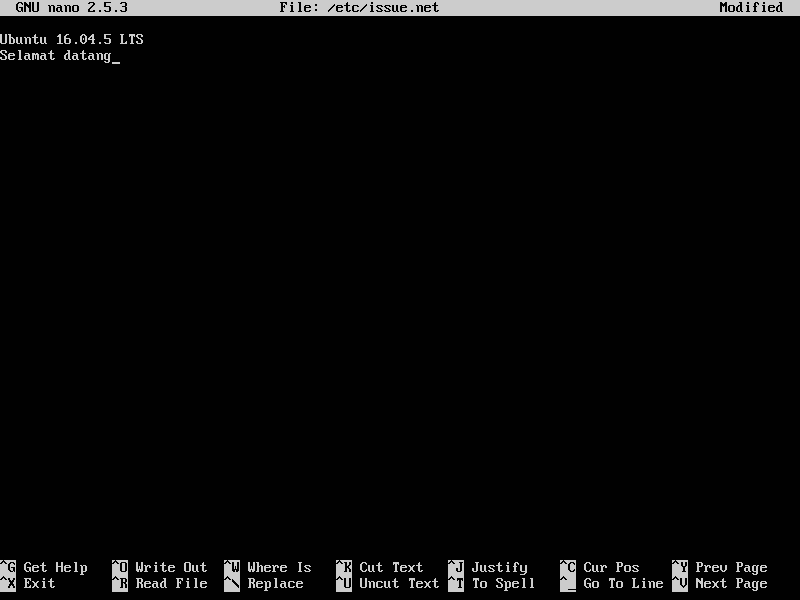 GNU nano 2.5.3 File: /etc/issue.net Modified
Ubuntu 16.04.5 LTS
Selamat datang_
^G Get Help ^O Write Out ^W Where Is ^K Cut Text ^J Justify ^C Cur Pos ^Y Prev Page
^X Exit ^R Read File ^\ Replace ^U Uncut Text ^T To Spell ^_ Go To Line ^V Next Page